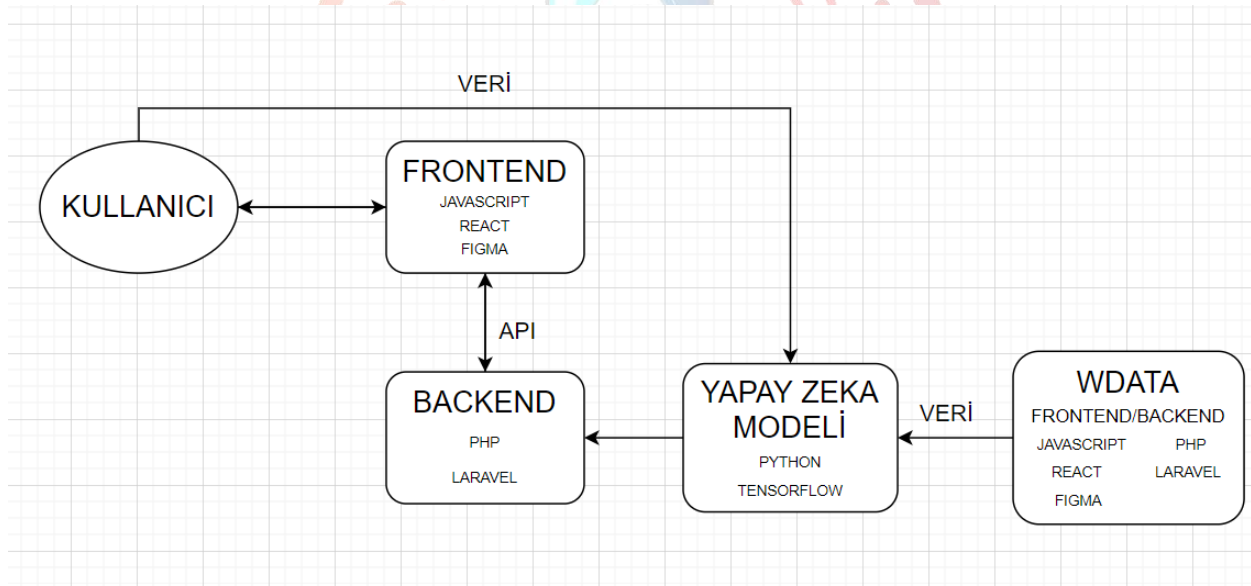 VERİ
KULLANICI
FRONTEND
JAVASCRIPT
REACT
FIGMA
API
BACKEND
PHP
LARAVEL
YAPAY ZEKA
MODELİ
PYTHON
TENSORFLOW
VERİ
WDATA
FRONTEND/BACKEND
JAVASCRIPT PHP
REACT LARAVEL
FIGMA